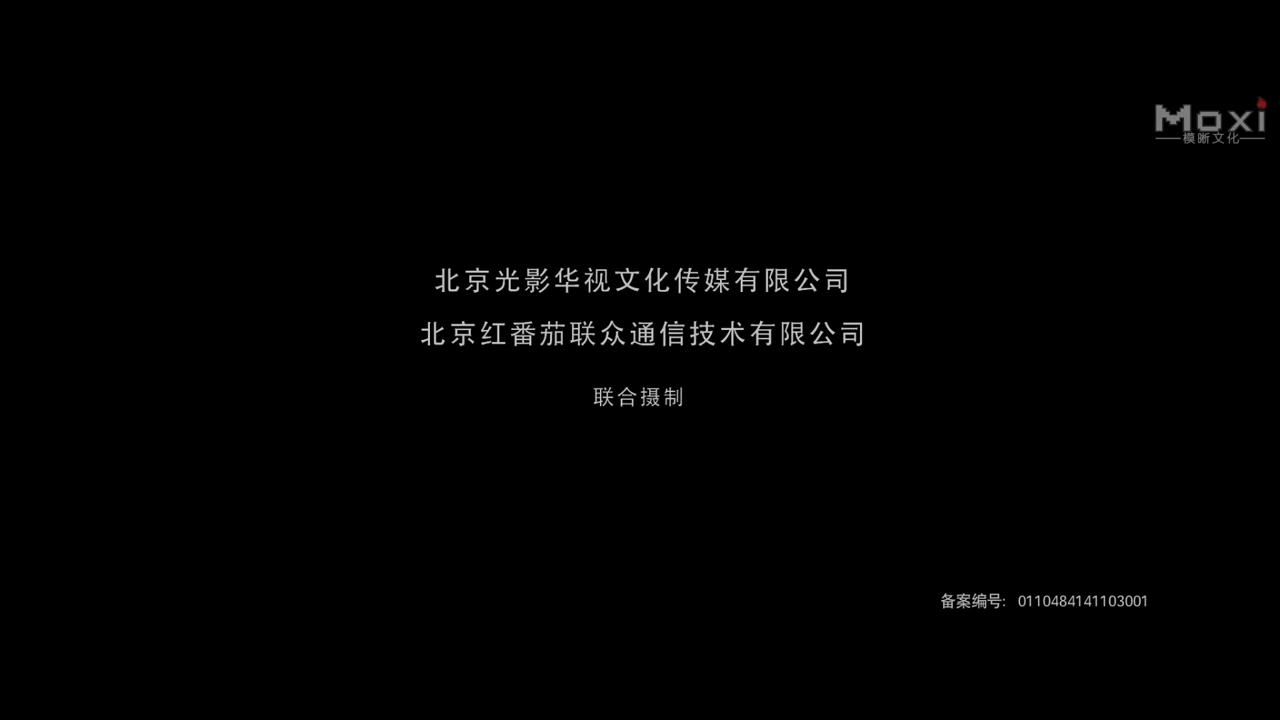 Moxi
模晰文化
北京光影华视文化传媒有限公司
北京红番茄联众通信技术有限公司
联合摄制
备案编号: 0110484141103001